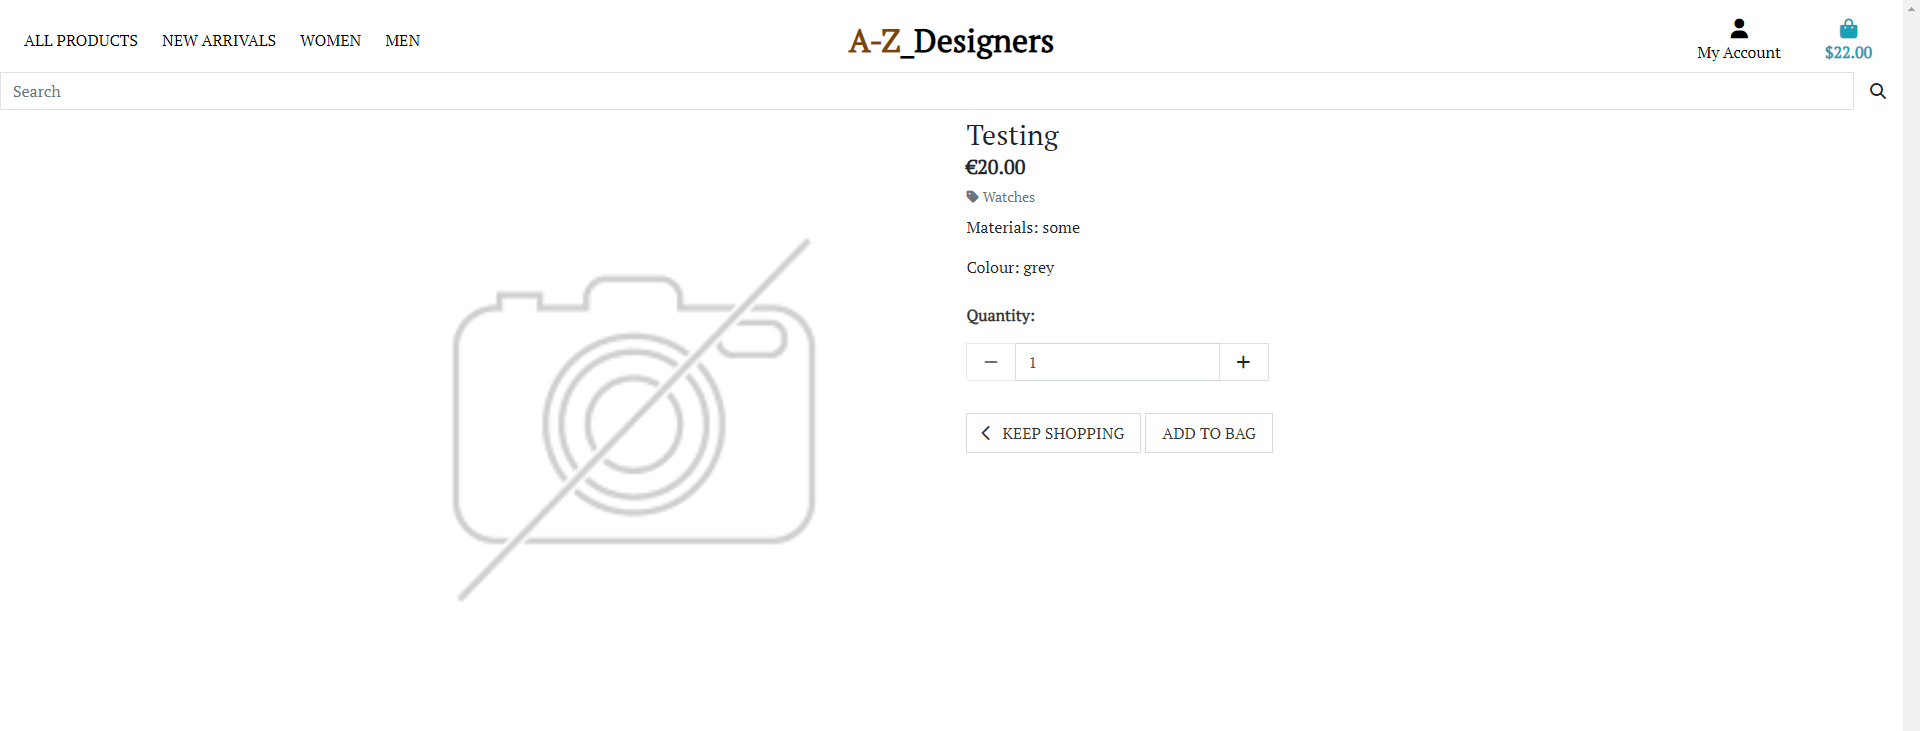 ALL PRODUCTS NEW ARRIVALS WOMEN MEN
A-Z_Designers
My Account
$22.00
Search
Testing
€20.00
Watches
Materials: some
Colour: grey
Quantity:
1
KEEP SHOPPING ADD TO BAG